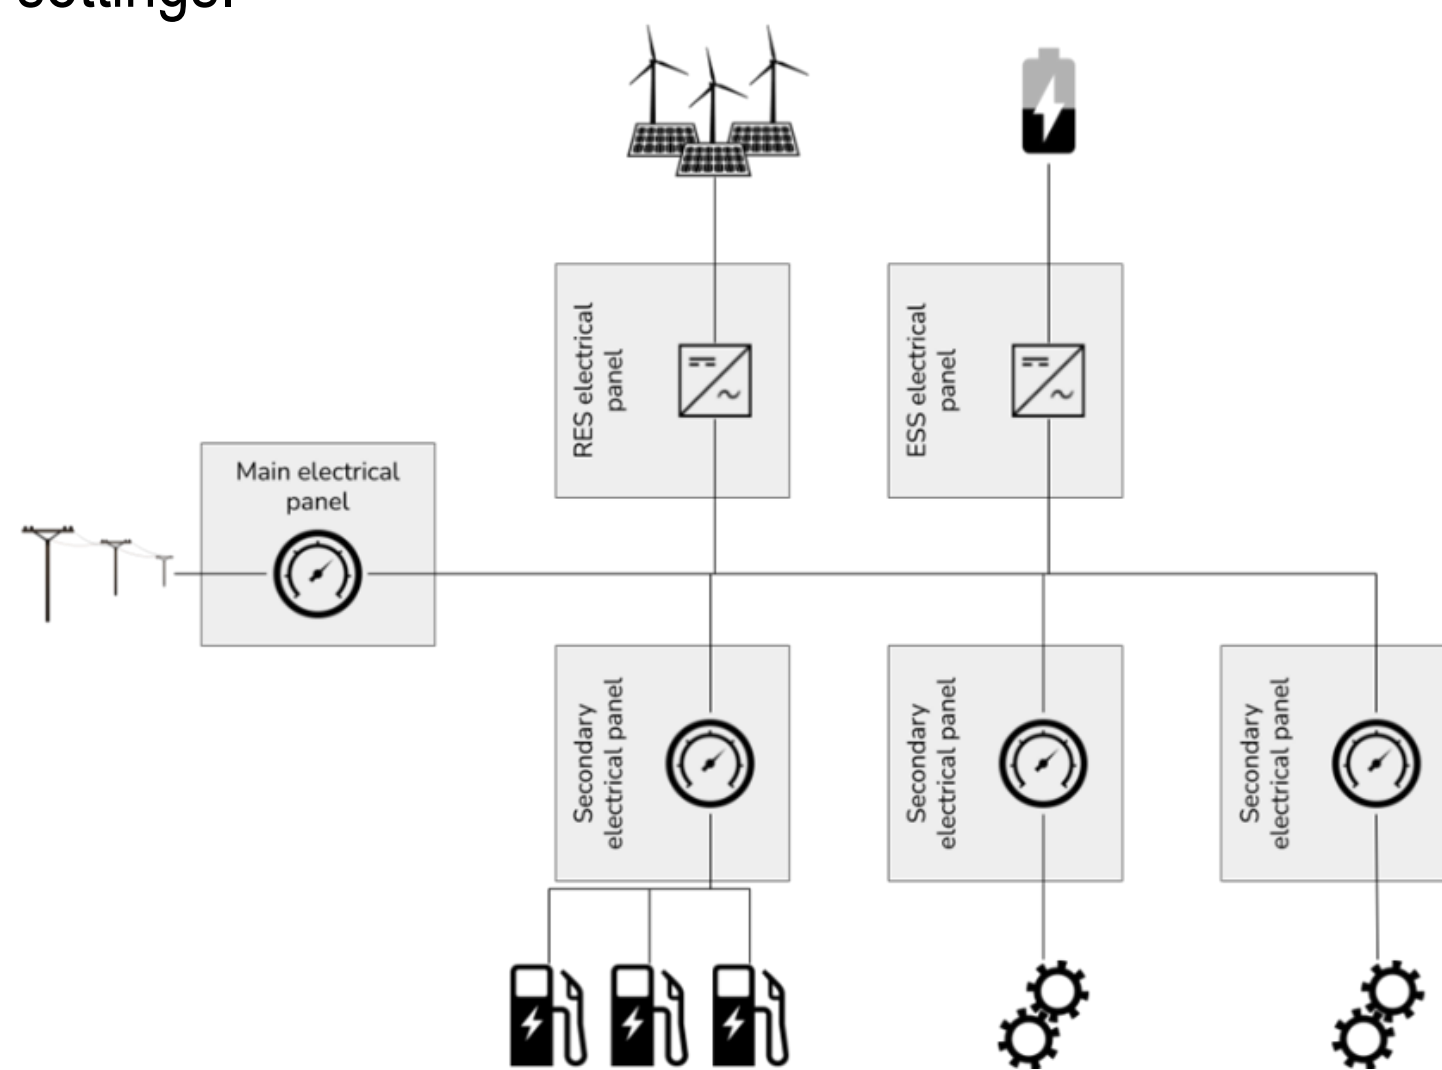 settings.
RES electrical
panel
ESS electrical
panel
Main electrical
panel
Secondary
electrical panel
Secondary
electrical panel
Secondary
electrical panel